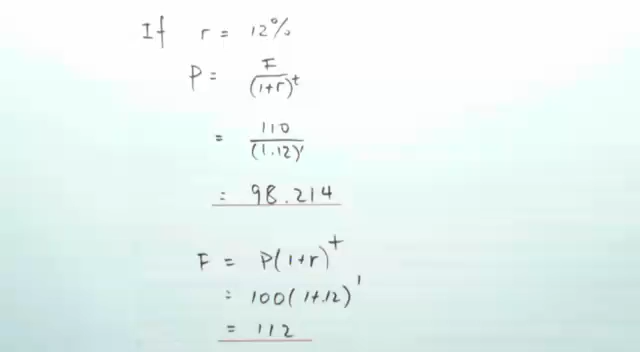 If r = 12%
P = F/(1+r)^t
= 110/(1.12)^1
= 98.214
F = P(1+r)^t
= 100(1+.12)^1
= 112